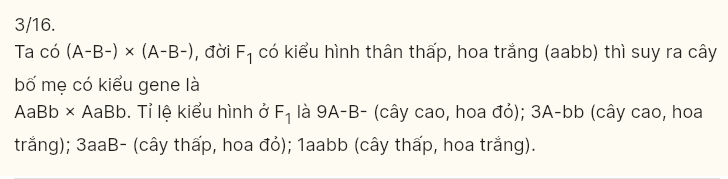 3/16.
Ta có (A-B-) × (A-B-), đời F₁ có kiểu hình thân thấp, hoa trắng (aabb) thì suy ra cây
bố mẹ có kiểu gene là
AaBb × AaBb. Tỉ lệ kiểu hình ở F₁ là 9A-B- (cây cao, hoa đỏ); 3A-bb (cây cao, hoa
trắng); 3aaB- (cây thấp, hoa đỏ); 1aabb (cây thấp, hoa trắng).